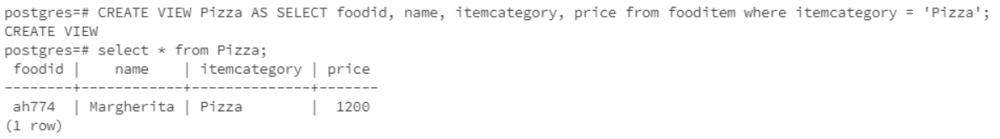 postgres=# CREATE VIEW Pizza AS SELECT foodid, name, itemcategory, price from fooditem where itemcategory = 'Pizza';
CREATE VIEW
postgres=# select * from Pizza;
 foodid |    name    | itemcategory | price
--------+------------+--------------+-------
 ah774  | Margherita | Pizza        |  1200
(1 row)